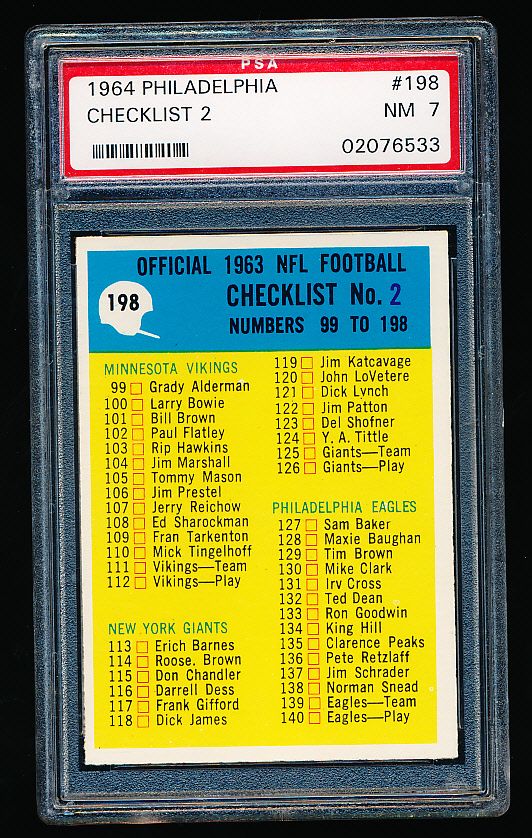 PSA
1964 PHILADELPHIA #198
CHECKLIST 2 NM 7
02076533
198
OFFICIAL 1963 NFL FOOTBALL
CHECKLIST No. 2
NUMBERS 99 TO 198
MINNESOTA VIKINGS
99 Grady Alderman
100 Larry Bowie
101 Bill Brown
102 Paul Flatley
103 Rip Hawkins
104 Jim Marshall
105 Tommy Mason
106 Jim Prestel
107 Jerry Reichow
108 Ed Sharockman
109 Fran Tarkenton
110 Mick Tingelhoff
111 Vikings—Team
112 Vikings—Play
NEW YORK GIANTS
113 Erich Barnes
114 Roose. Brown
115 Don Chandler
116 Darrell Dess
117 Frank Gifford
118 Dick James
119 Jim Katcavage
120 John LoVetere
121 Dick Lynch
122 Jim Patton
123 Del Shofner
124 Y. A. Tittle
125 Giants—Team
126 Giants—Play
PHILADELPHIA EAGLES
127 Sam Baker
128 Maxie Baughan
129 Tim Brown
130 Mike Clark
131 Irv Cross
132 Ted Dean
133 Ron Goodwin
134 King Hill
135 Clarence Peaks
136 Pete Retzlaff
137 Jim Schrader
138 Norman Snead
139 Eagles—Team
140 Eagles—Play